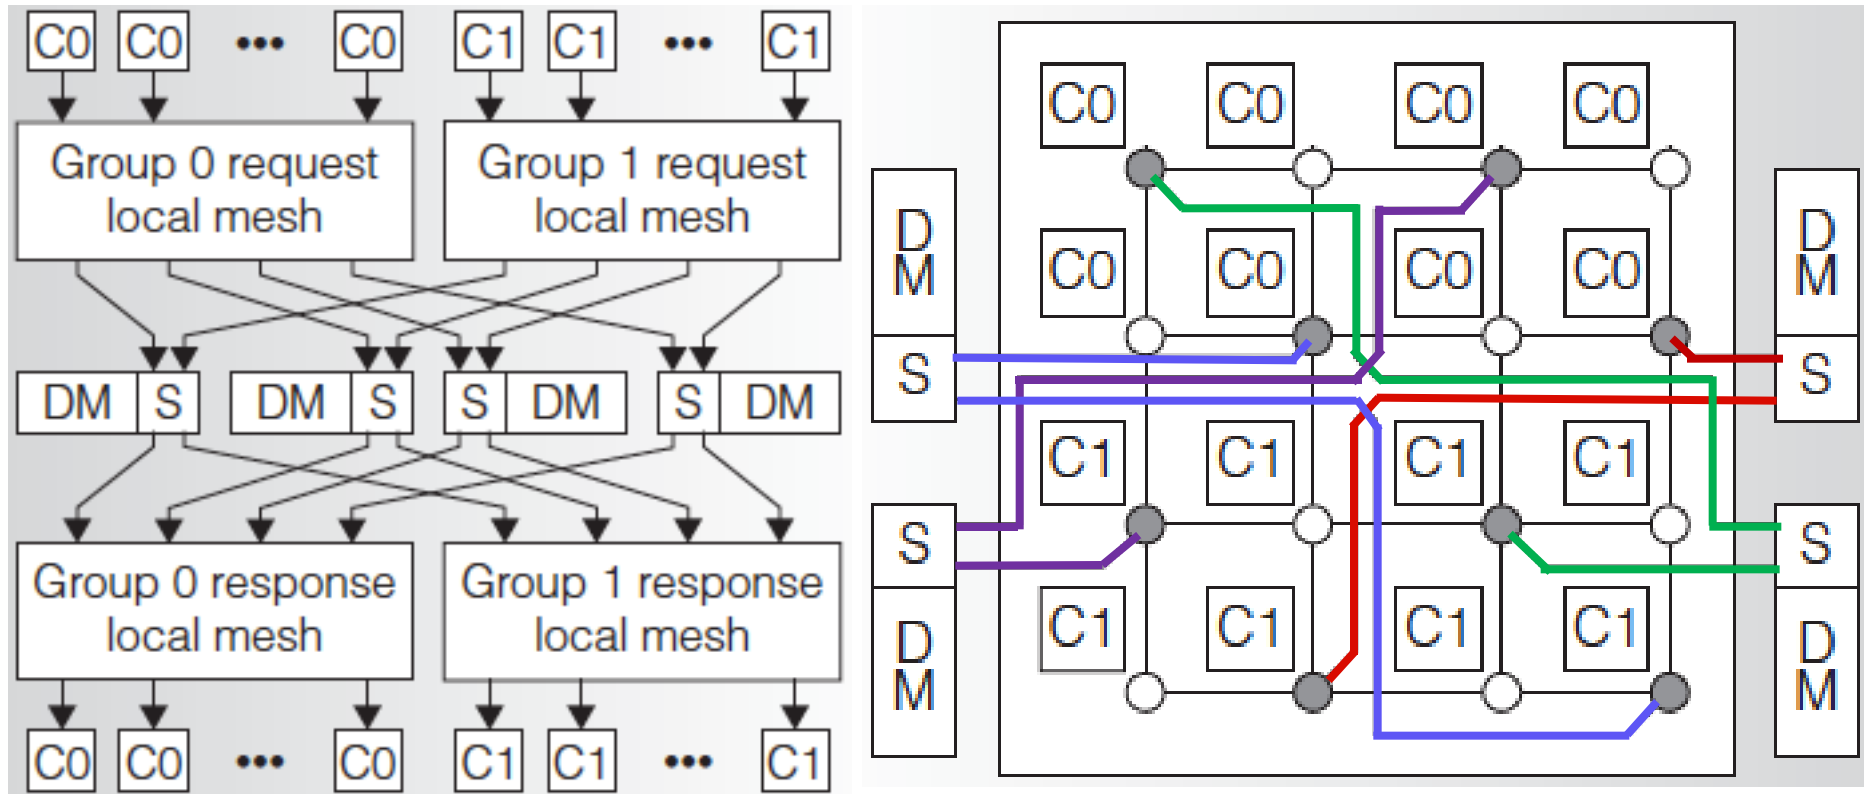 C0 C0 ••• C0 C1 C1 ••• C1
Group 0 request
local mesh
Group 1 request
local mesh
DM S DM S S DM S DM
Group 0 response
local mesh
Group 1 response
local mesh
C0 C0 ••• C0 C1 C1 ••• C1
C0 C0 C0 C0
C0 C0 C0 C0
C1 C1 C1 C1
C1 C1 C1 C1
D
M
S
S
D
M
D
M
S
S
D
M